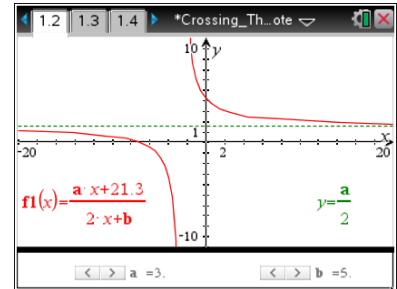 1.2 1.3 1.4 *Crossing_Th...ote
10 y
1
x
-20 2 20
f1(x)=a·x+21.3/2·x+b
y=a/2
-10
< > a =3. < > b =5.